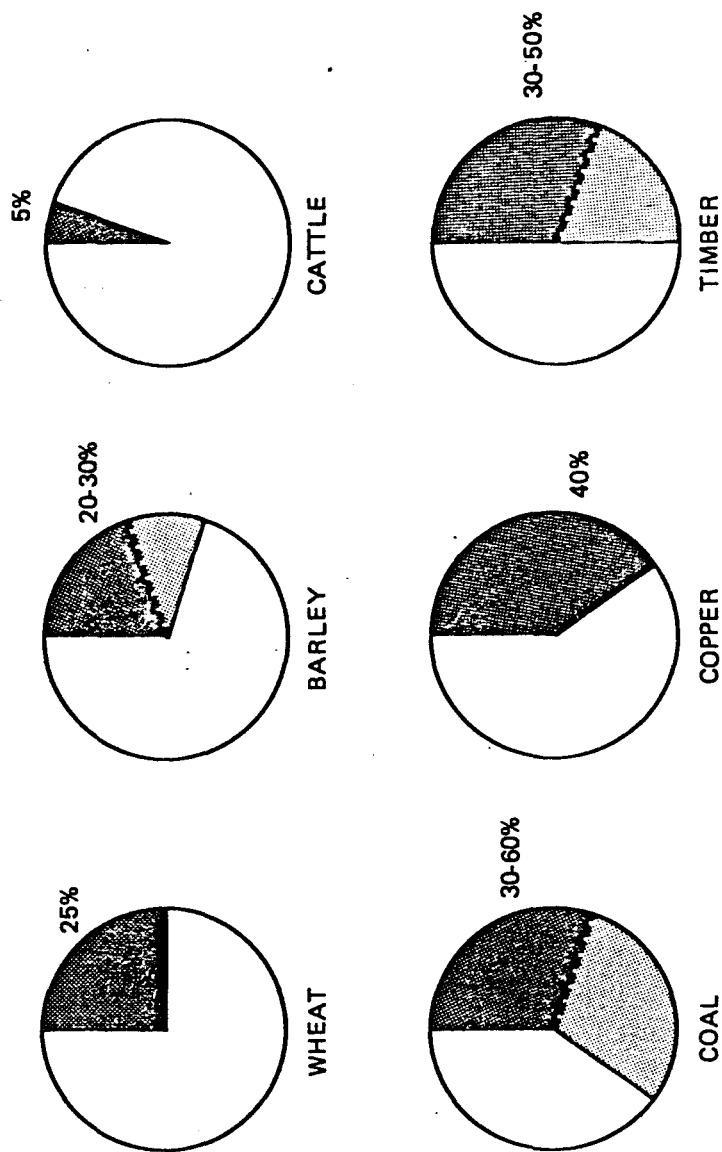 25%
20-30%
5%
WHEAT
BARLEY
CATTLE
30-60%
40%
30-50%
COAL
COPPER
TIMBER